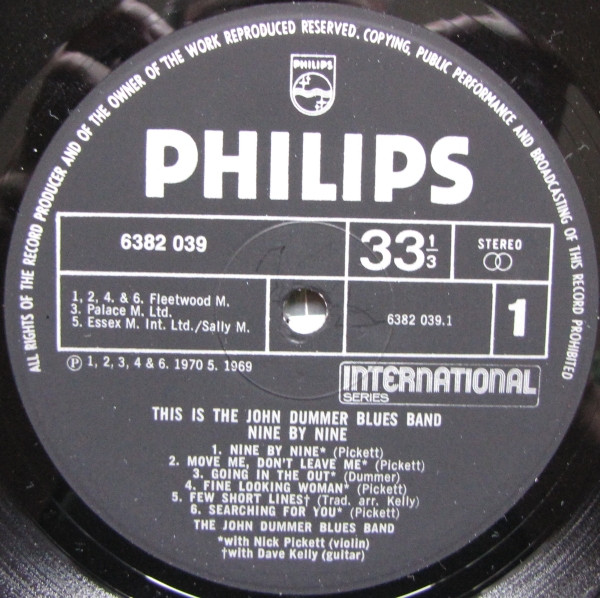 ALL RIGHTS OF THE RECORD PRODUCER AND OF THE OWNER OF THE WORK REPRODUCED RESERVED. COPYING, PUBLIC PERFORMANCE AND BROADCASTING OF THIS RECORD PROHIBITED
PHILIPS
PHILIPS
6382 039
33 1/3
STEREO
1, 2, 4. & 6. Fleetwood M.
3. Palace M. Ltd.
5. Essex M. Int. Ltd./Sally M.
6382 039.1
1
Ⓟ 1, 2, 3, 4 & 6. 1970 5. 1969
INTERNATIONAL
SERIES
THIS IS THE JOHN DUMMER BLUES BAND
NINE BY NINE
1. NINE BY NINE* (Pickett)
2. MOVE ME, DON'T LEAVE ME* (Pickett)
3. GOING IN THE OUT* (Dummer)
4. FINE LOOKING WOMAN* (Pickett)
5. FEW SHORT LINES† (Trad. arr. Kelly)
6. SEARCHING FOR YOU* (Pickett)
THE JOHN DUMMER BLUES BAND
*with Nick Pickett (violin)
†with Dave Kelly (guitar)